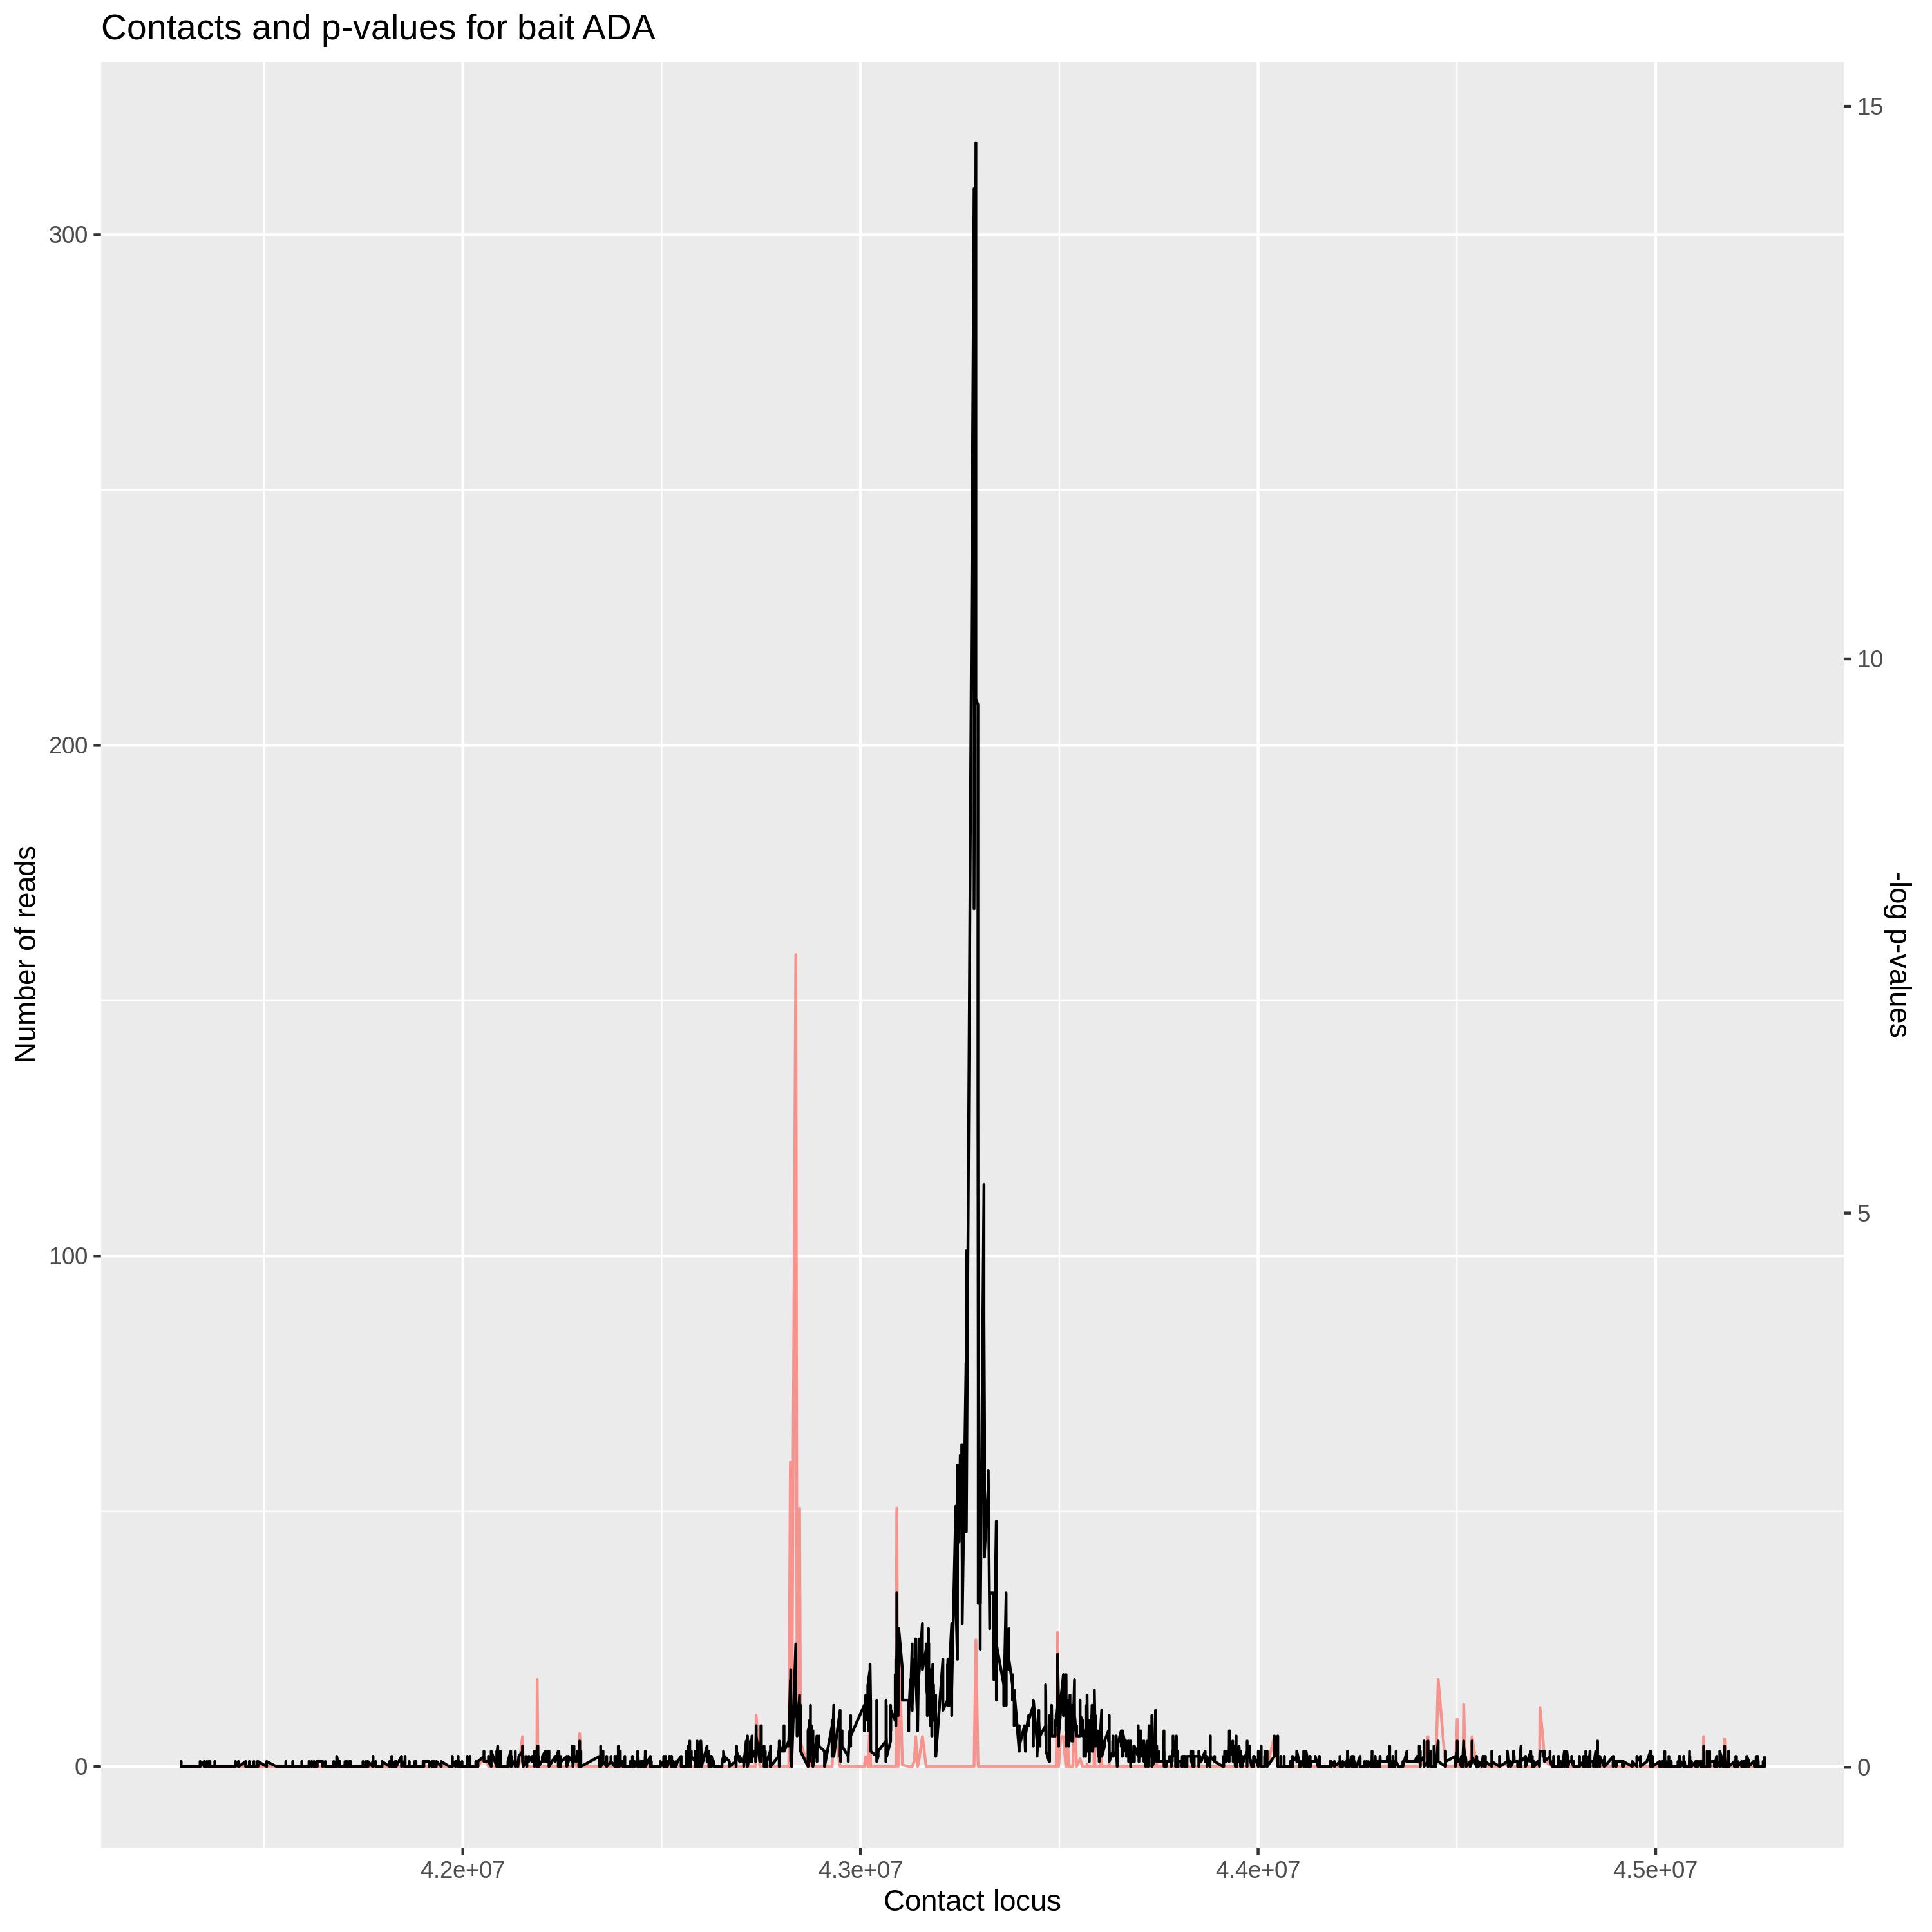 Contacts and p-values for bait ADA
Number of reads
300
200
100
0
15
10
5
0
-log p-values
4.2e+07
4.3e+07
4.4e+07
4.5e+07
Contact locus